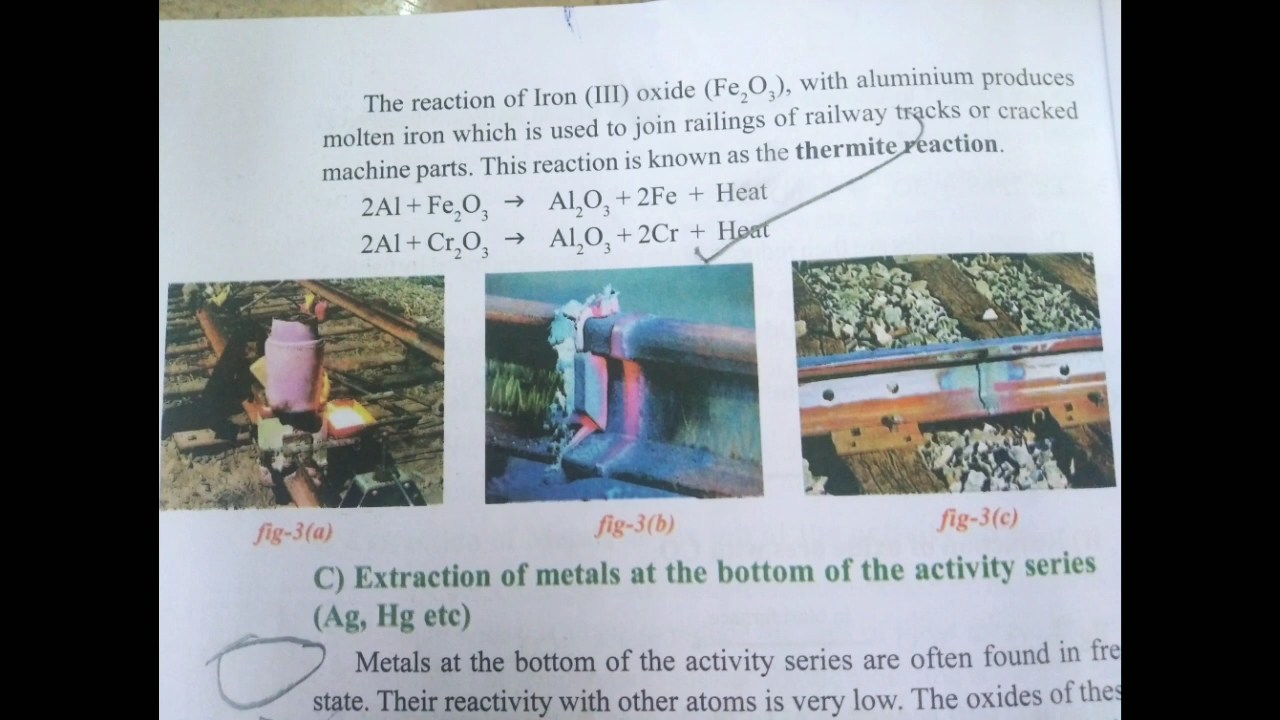 The reaction of Iron (III) oxide (Fe₂O₃), with aluminium produces
molten iron which is used to join railings of railway tracks or cracked
machine parts. This reaction is known as the thermite reaction.
2Al + Fe₂O₃ → Al₂O₃ + 2Fe + Heat
2Al + Cr₂O₃ → Al₂O₃ + 2Cr + Heat
fig-3(a) fig-3(b) fig-3(c)
C) Extraction of metals at the bottom of the activity series
(Ag, Hg etc)
Metals at the bottom of the activity series are often found in fre
state. Their reactivity with other atoms is very low. The oxides of thes